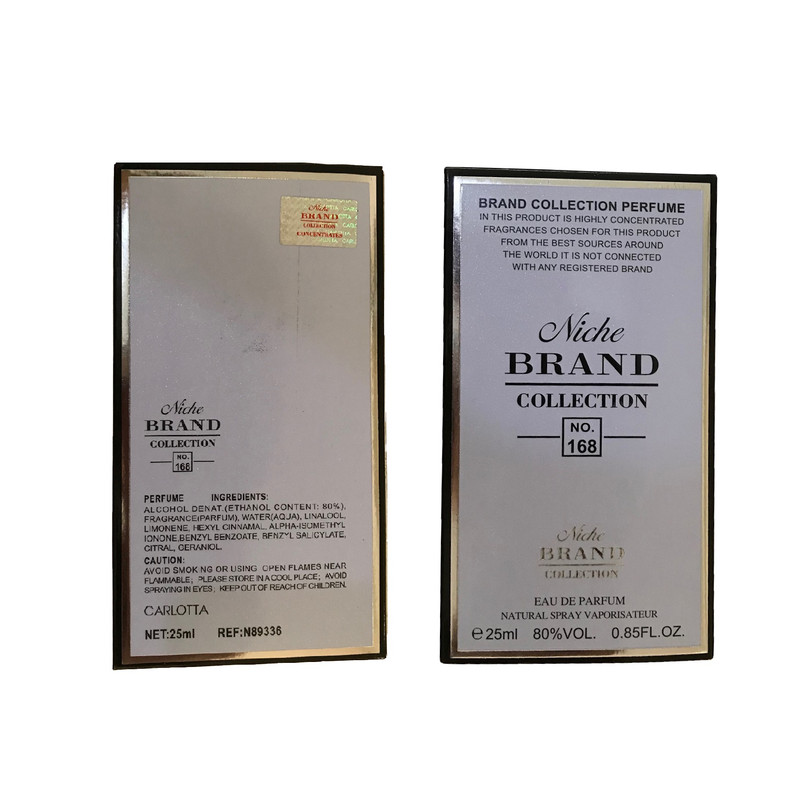 Niche
BRAND
COLLECTION
CONCENTRATED
Niche
BRAND
COLLECTION
NO.
168
PERFUME INGREDIENTS:
ALCOHOL DENAT.(ETHANOL CONTENT: 80%),
FRAGRANCE(PARFUM), WATER(AQUA), LINALOOL,
LIMONENE, HEXYL CINNAMAL, ALPHA-ISOMETHYL
IONONE,BENZYL BENZOATE, BENZYL SALICYLATE,
CITRAL, GERANIOL.
CAUTION:
AVOID SMOKING OR USING OPEN FLAMES NEAR
FLAMMABLE; PLEASE STORE IN A COOL PLACE; AVOID
SPRAYING IN EYES; KEEP OUT OF REACH OF CHILDREN.
CARLOTTA
NET:25ml REF:N89336
BRAND COLLECTION PERFUME
IN THIS PRODUCT IS HIGHLY CONCENTRATED
FRAGRANCES CHOSEN FOR THIS PRODUCT
FROM THE BEST SOURCES AROUND
THE WORLD IT IS NOT CONNECTED
WITH ANY REGISTERED BRAND
Niche
BRAND
COLLECTION
NO.
168
Niche
BRAND
COLLECTION
EAU DE PARFUM
NATURAL SPRAY VAPORISATEUR
℮25ml 80%VOL. 0.85FL.OZ.